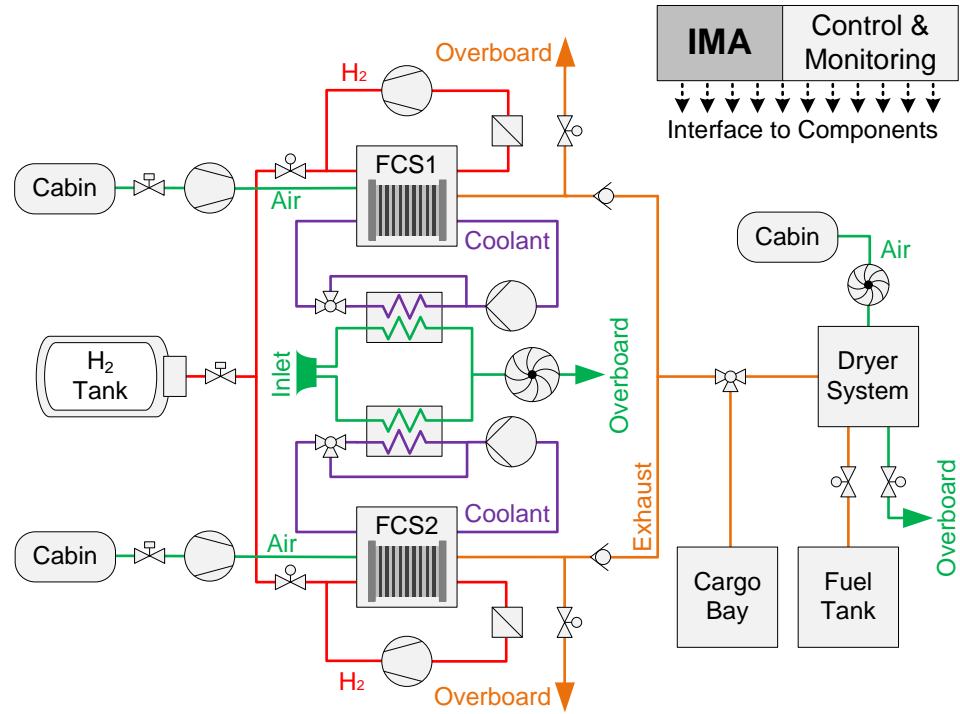 Overboard
IMA
Control &
Monitoring
H₂
Interface to Components
FCS1
Cabin
Air
Coolant
Cabin
Air
H₂
Tank
Inlet
Overboard
Dryer
System
Coolant
Exhaust
FCS2
Cabin
Air
Overboard
Cargo
Bay
Fuel
Tank
H₂
Overboard